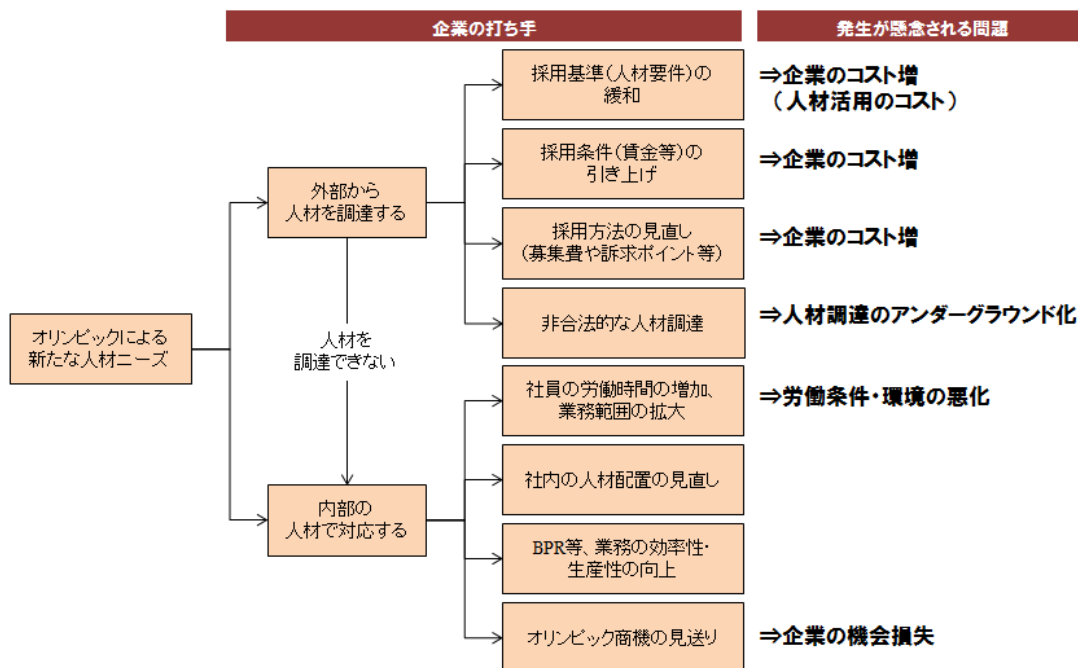 企業の打ち手
発生が懸念される問題
オリンピックによる
新たな人材ニーズ
外部から
人材を調達する
人材を
調達できない
内部の
人材で対応する
採用基準(人材要件)の
緩和
⇒企業のコスト増
(人材活用のコスト)
採用条件(賃金等)の
引き上げ
⇒企業のコスト増
採用方法の見直し
(募集費や訴求ポイント等)
⇒企業のコスト増
非合法的な人材調達
⇒人材調達のアンダーグラウンド化
社員の労働時間の増加、
業務範囲の拡大
⇒労働条件・環境の悪化
社内の人材配置の見直し
BPR等、業務の効率性・
生産性の向上
オリンピック商機の見送り
⇒企業の機会損失